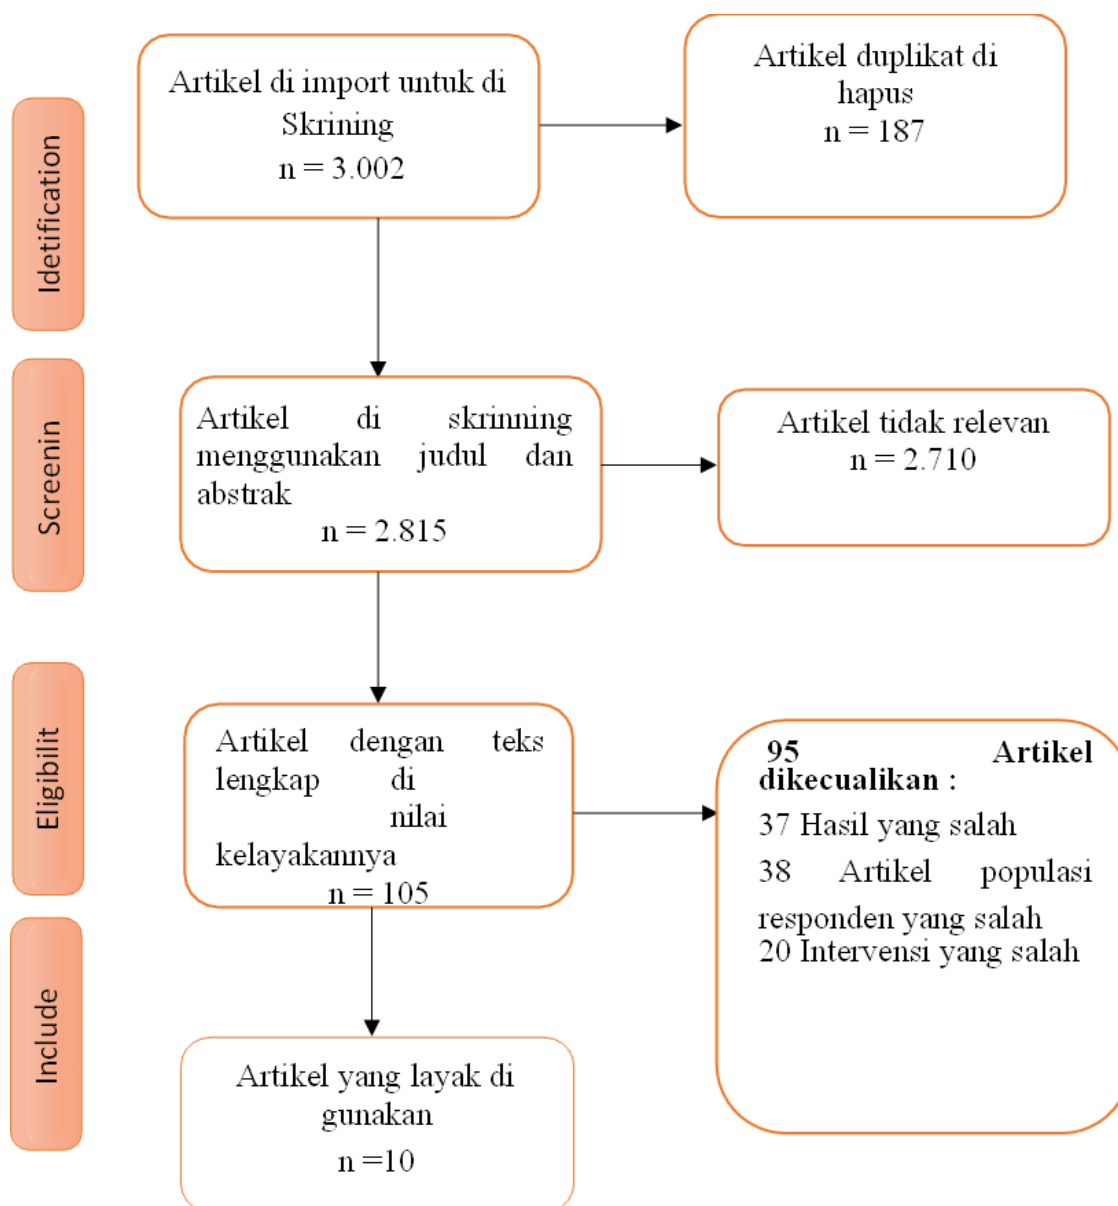 Idetification
Artikel di import untuk di
Skrining
n = 3.002
Artikel duplikat di
hapus
n = 187
Screenin
Artikel di skrinning
menggunakan judul dan
abstrak
n = 2.815
Artikel tidak relevan
n = 2.710
Eligibilit
Artikel dengan teks
lengkap di
nilai
kelayakannya
n = 105
95 Artikel
dikecualikan :
37 Hasil yang salah
38 Artikel populasi
responden yang salah
20 Intervensi yang salah
Include
Artikel yang layak di
gunakan
n =10